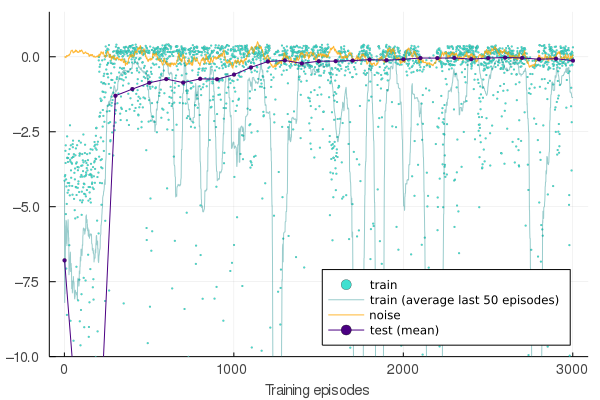 0.0
−2.5
−5.0
−7.5
−10.0
train
train (average last 50 episodes)
noise
test (mean)
0 1000 2000 3000
Training episodes